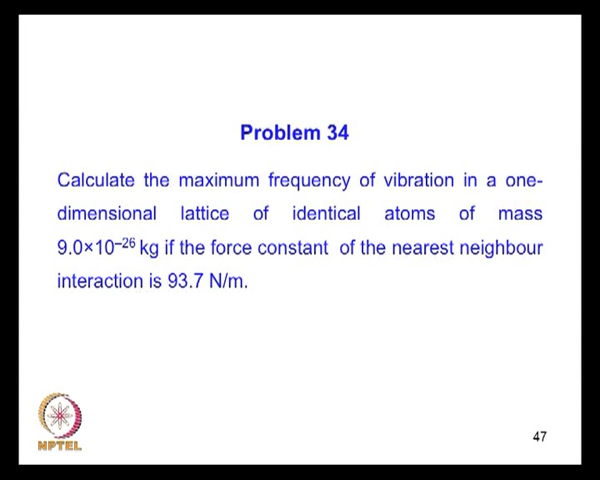 Problem 34
Calculate the maximum frequency of vibration in a one-
dimensional lattice of identical atoms of mass
9.0×10⁻²⁶ kg if the force constant of the nearest neighbour
interaction is 93.7 N/m.
NPTEL
47